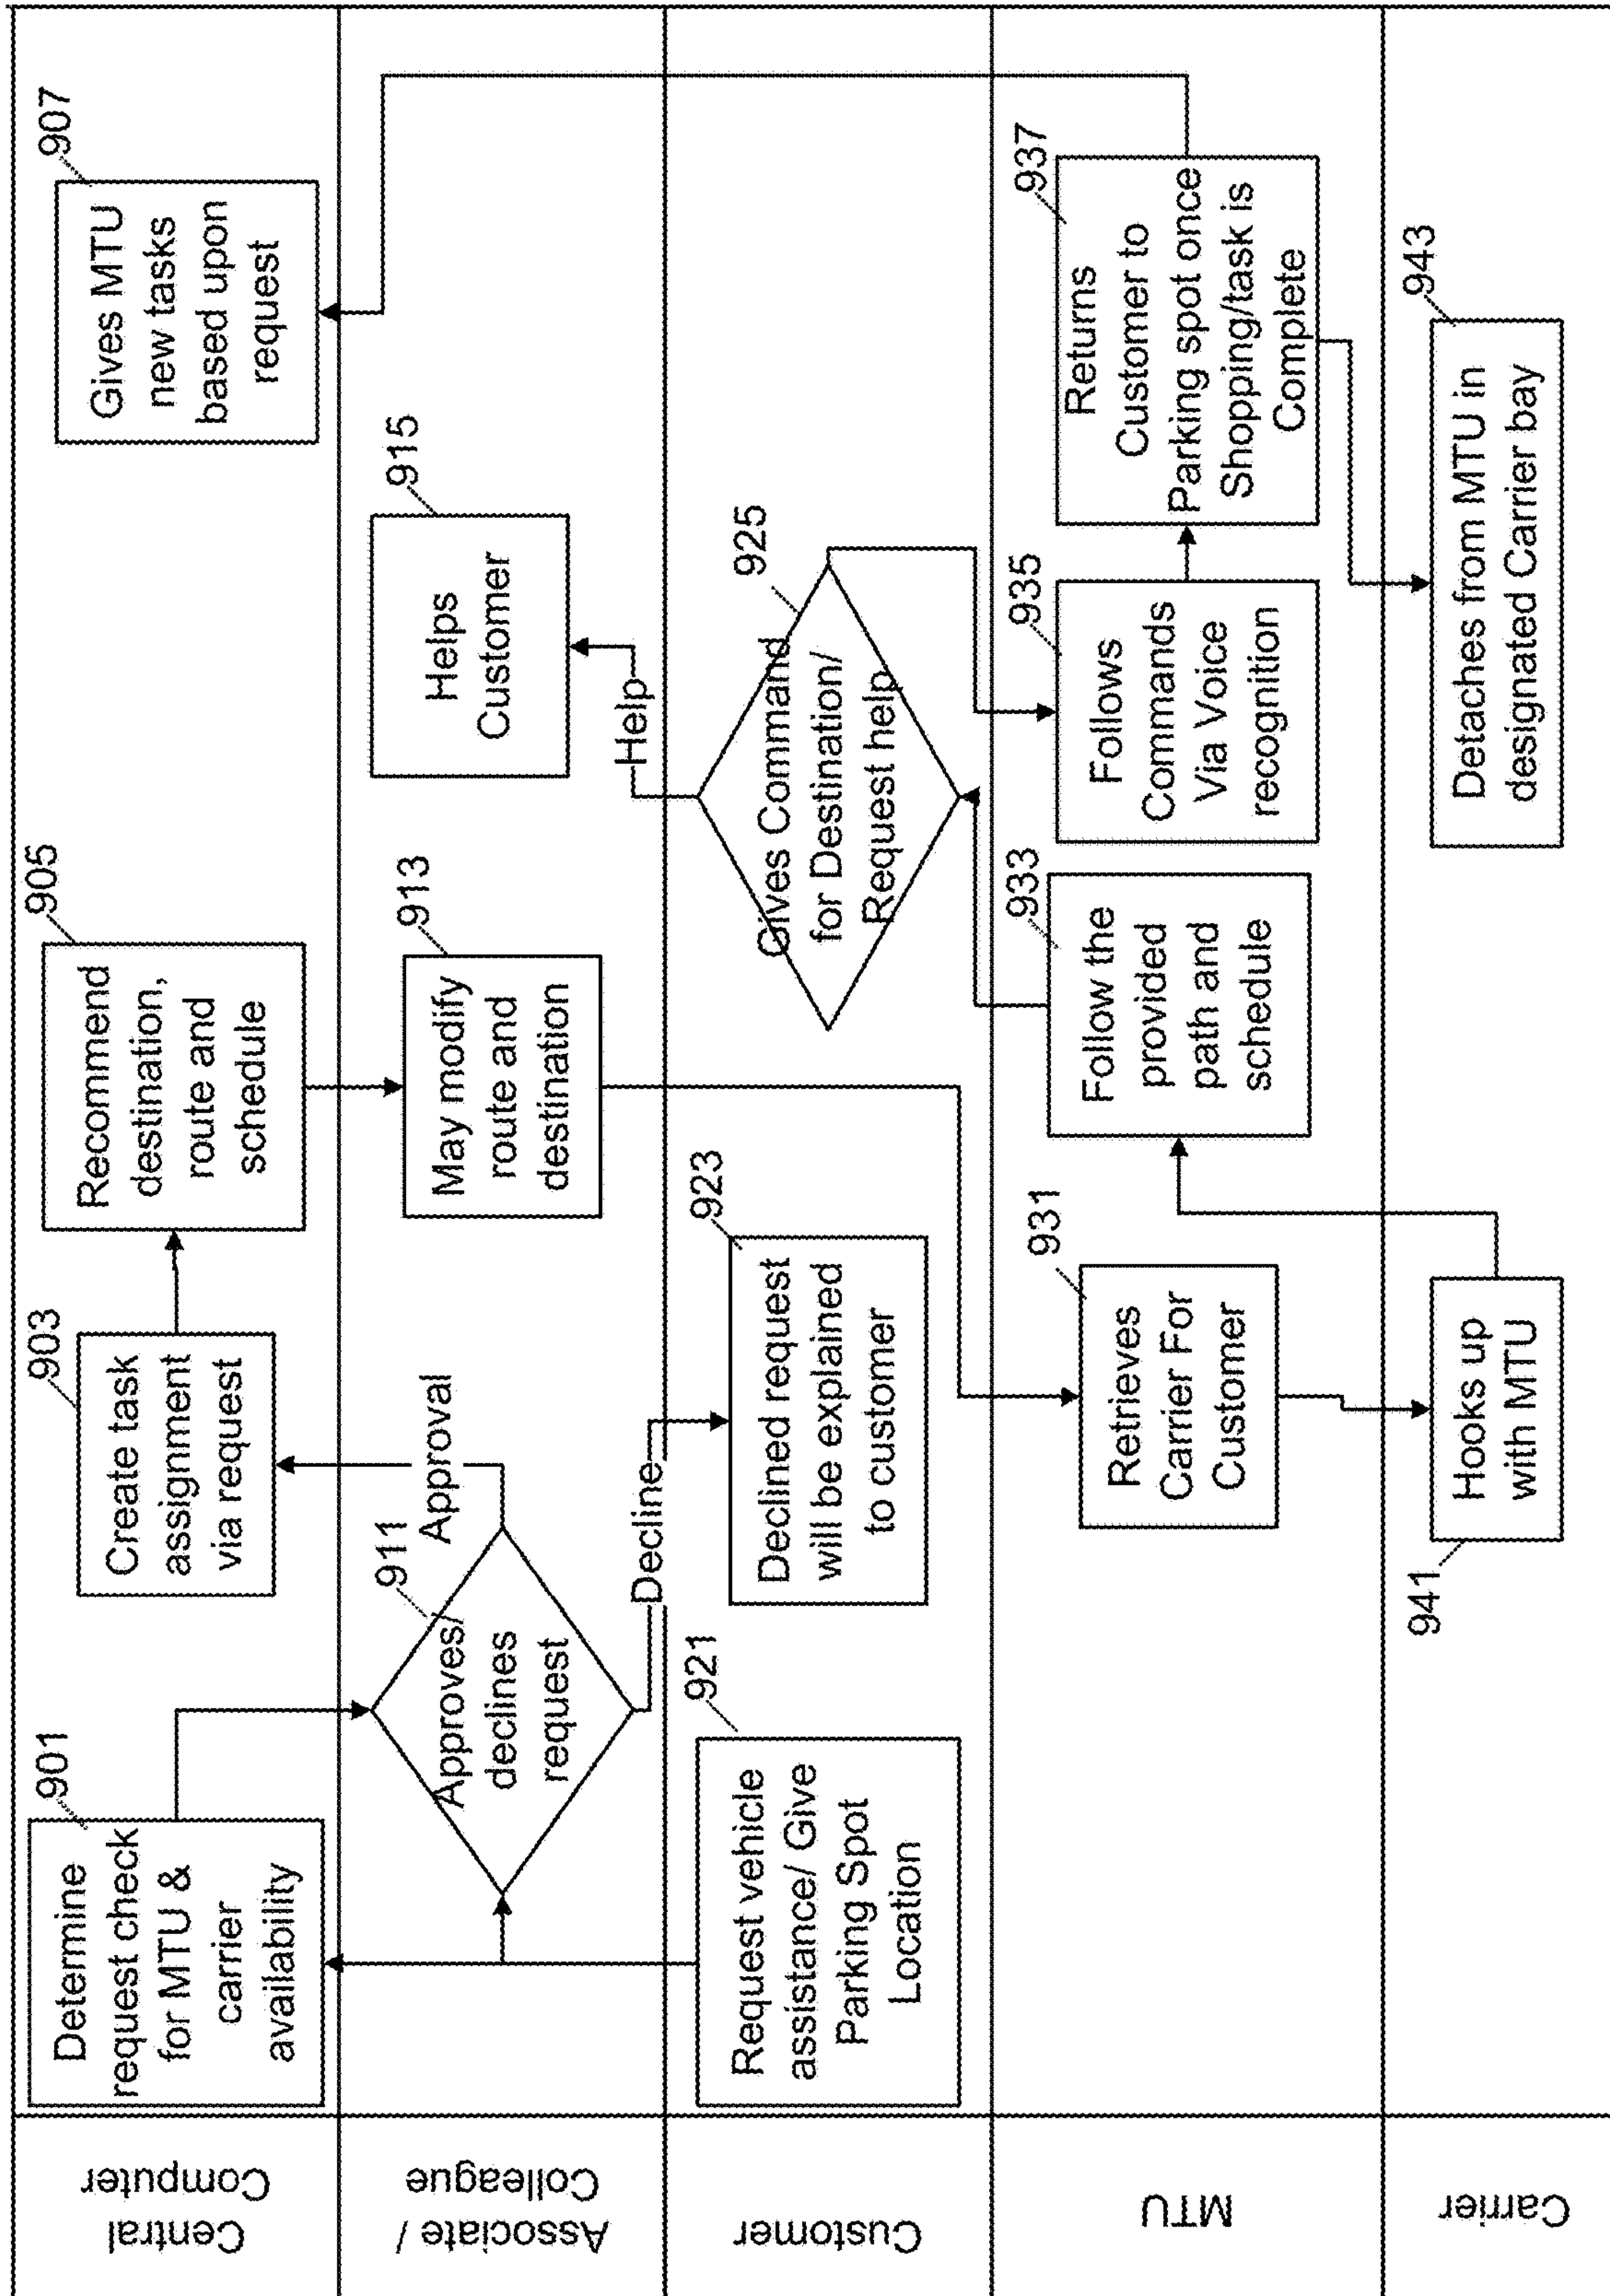 Central
Computer
901
Determine
request check
for MTU &
carrier
availability
903
Create task
assignment
via request
905
Recommend
destination,
route and
schedule
907
Gives MTU
new tasks
based upon
request
Associate /
Colleague
911
Approves/
declines
request
Approval
Decline
913
May modify
route and
destination
915
Helps
Customer
Help
Customer
921
Request vehicle
assistance/ Give
Parking Spot
Location
923
Declined request
will be explained
to customer
925
Gives Command
for Destination/
Request help
MTU
931
Retrieves
Carrier For
Customer
933
Follow the
provided
path and
schedule
935
Follows
Commands
Via Voice
recognition
937
Returns
Customer to
Parking spot once
Shopping/task is
Complete
Carrier
941
Hooks up
with MTU
943
Detaches from MTU in
designated Carrier bay